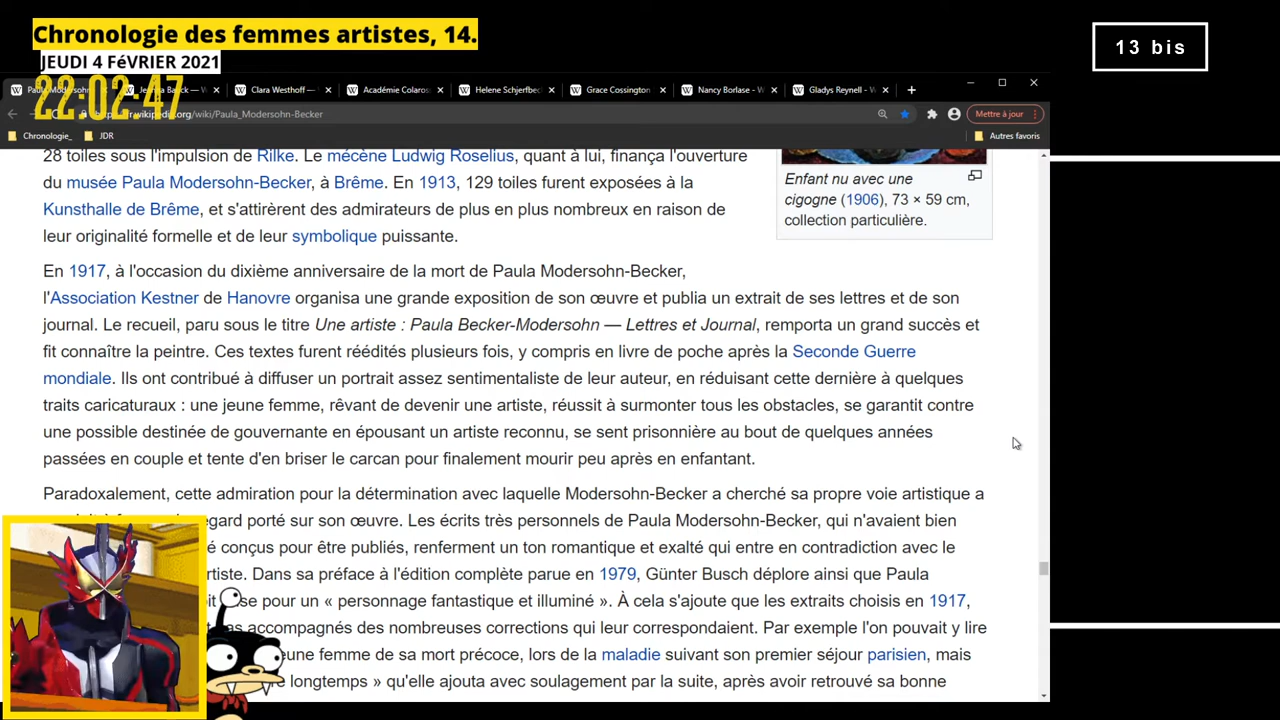 Chronologie des femmes artistes, 14.
JEUDI 4 FéVRIER 2021
22:02:47
13 bis
Clara Westhoff — Académie Colaros Helene Schjerfbec Grace Cossington Nancy Borlase - W Gladys Reynell — W
/wiki/Paula_Modersohn-Becker Mettre à jour
Chronologie_ JDR Autres favoris
28 toiles sous l'impulsion de Rilke. Le mécène Ludwig Roselius, quant à lui, finança l'ouverture
du musée Paula Modersohn-Becker, à Brême. En 1913, 129 toiles furent exposées à la
Kunsthalle de Brême, et s'attirèrent des admirateurs de plus en plus nombreux en raison de
leur originalité formelle et de leur symbolique puissante.
Enfant nu avec une
cigogne (1906), 73 × 59 cm,
collection particulière.
En 1917, à l'occasion du dixième anniversaire de la mort de Paula Modersohn-Becker,
l'Association Kestner de Hanovre organisa une grande exposition de son œuvre et publia un extrait de ses lettres et de son
journal. Le recueil, paru sous le titre Une artiste : Paula Becker-Modersohn — Lettres et Journal, remporta un grand succès et
fit connaître la peintre. Ces textes furent réédités plusieurs fois, y compris en livre de poche après la Seconde Guerre
mondiale. Ils ont contribué à diffuser un portrait assez sentimentaliste de leur auteur, en réduisant cette dernière à quelques
traits caricaturaux : une jeune femme, rêvant de devenir une artiste, réussit à surmonter tous les obstacles, se garantit contre
une possible destinée de gouvernante en épousant un artiste reconnu, se sent prisonnière au bout de quelques années
passées en couple et tente d'en briser le carcan pour finalement mourir peu après en enfantant.
Paradoxalement, cette admiration pour la détermination avec laquelle Modersohn-Becker a cherché sa propre voie artistique a
egard porté sur son œuvre. Les écrits très personnels de Paula Modersohn-Becker, qui n'avaient bien
é conçus pour être publiés, renferment un ton romantique et exalté qui entre en contradiction avec le
rtiste. Dans sa préface à l'édition complète parue en 1979, Günter Busch déplore ainsi que Paula
se pour un « personnage fantastique et illuminé ». À cela s'ajoute que les extraits choisis en 1917,
as accompagnés des nombreuses corrections qui leur correspondaient. Par exemple l'on pouvait y lire
eune femme de sa mort précoce, lors de la maladie suivant son premier séjour parisien, mais
e longtemps » qu'elle ajouta avec soulagement par la suite, après avoir retrouvé sa bonne